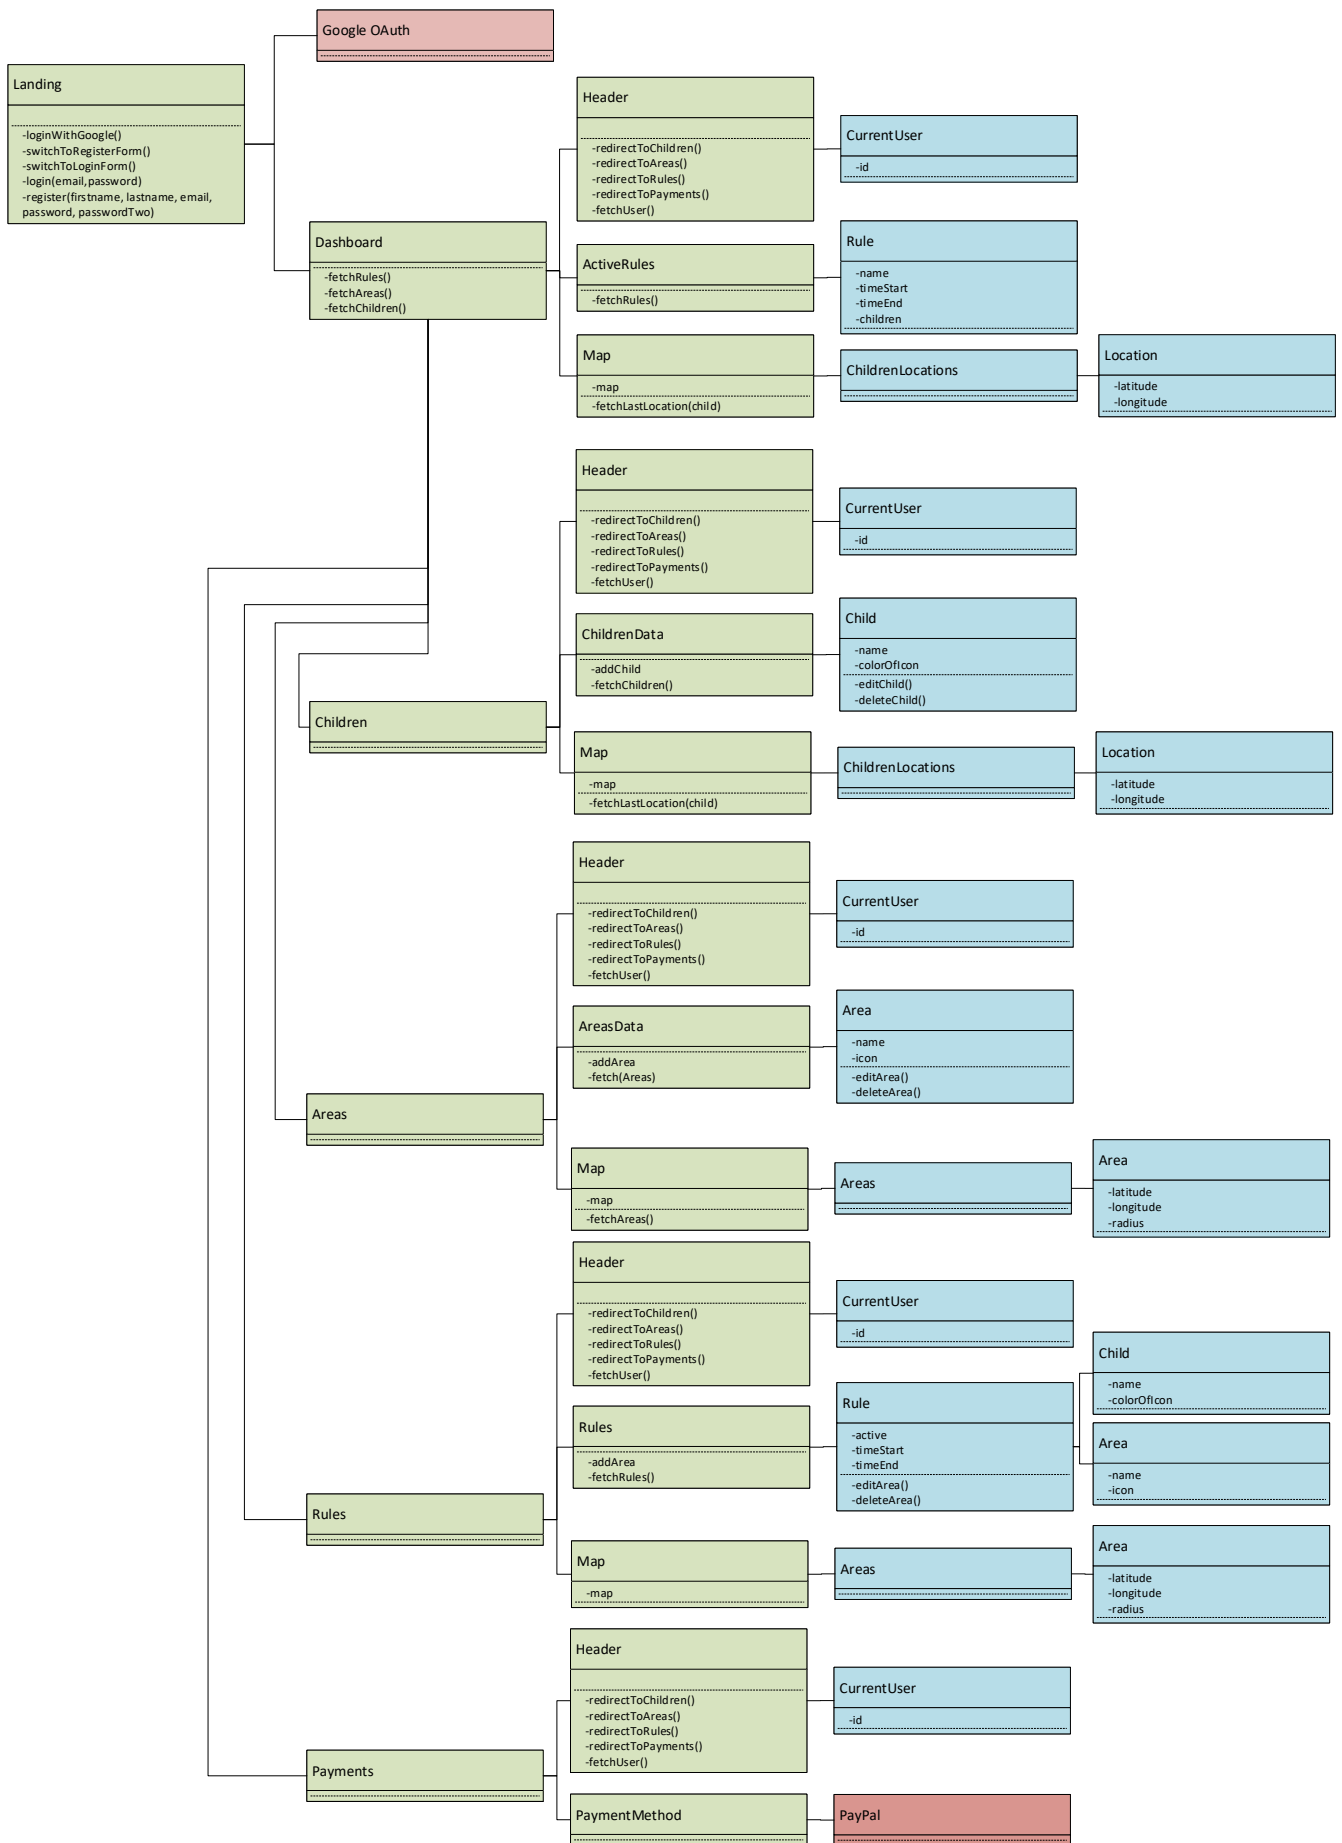 Google OAuth
Landing
-loginWithGoogle()
-switchToRegisterForm()
-switchToLoginForm()
-login(email,password)
-register(firstname, lastname, email,
password, passwordTwo)
Dashboard
-fetchRules()
-fetchAreas()
-fetchChildren()
Header
-redirectToChildren()
-redirectToAreas()
-redirectToRules()
-redirectToPayments()
-fetchUser()
CurrentUser
-id
ActiveRules
-fetchRules()
Rule
-name
-timeStart
-timeEnd
-children
Map
-map
-fetchLastLocation(child)
ChildrenLocations
Location
-latitude
-longitude
Header
-redirectToChildren()
-redirectToAreas()
-redirectToRules()
-redirectToPayments()
-fetchUser()
CurrentUser
-id
ChildrenData
-addChild
-fetchChildren()
Child
-name
-colorOfIcon
-editChild()
-deleteChild()
Children
Map
-map
-fetchLastLocation(child)
ChildrenLocations
Location
-latitude
-longitude
Header
-redirectToChildren()
-redirectToAreas()
-redirectToRules()
-redirectToPayments()
-fetchUser()
CurrentUser
-id
AreasData
-addArea
-fetch(Areas)
Area
-name
-icon
-editArea()
-deleteArea()
Areas
Map
-map
-fetchAreas()
Areas
Area
-latitude
-longitude
-radius
Header
-redirectToChildren()
-redirectToAreas()
-redirectToRules()
-redirectToPayments()
-fetchUser()
CurrentUser
-id
Rules
-addArea
-fetchRules()
Rule
-active
-timeStart
-timeEnd
-editArea()
-deleteArea()
Child
-name
-colorOfIcon
Area
-name
-icon
Rules
Map
-map
Areas
Area
-latitude
-longitude
-radius
Header
-redirectToChildren()
-redirectToAreas()
-redirectToRules()
-redirectToPayments()
-fetchUser()
CurrentUser
-id
Payments
PaymentMethod
PayPal